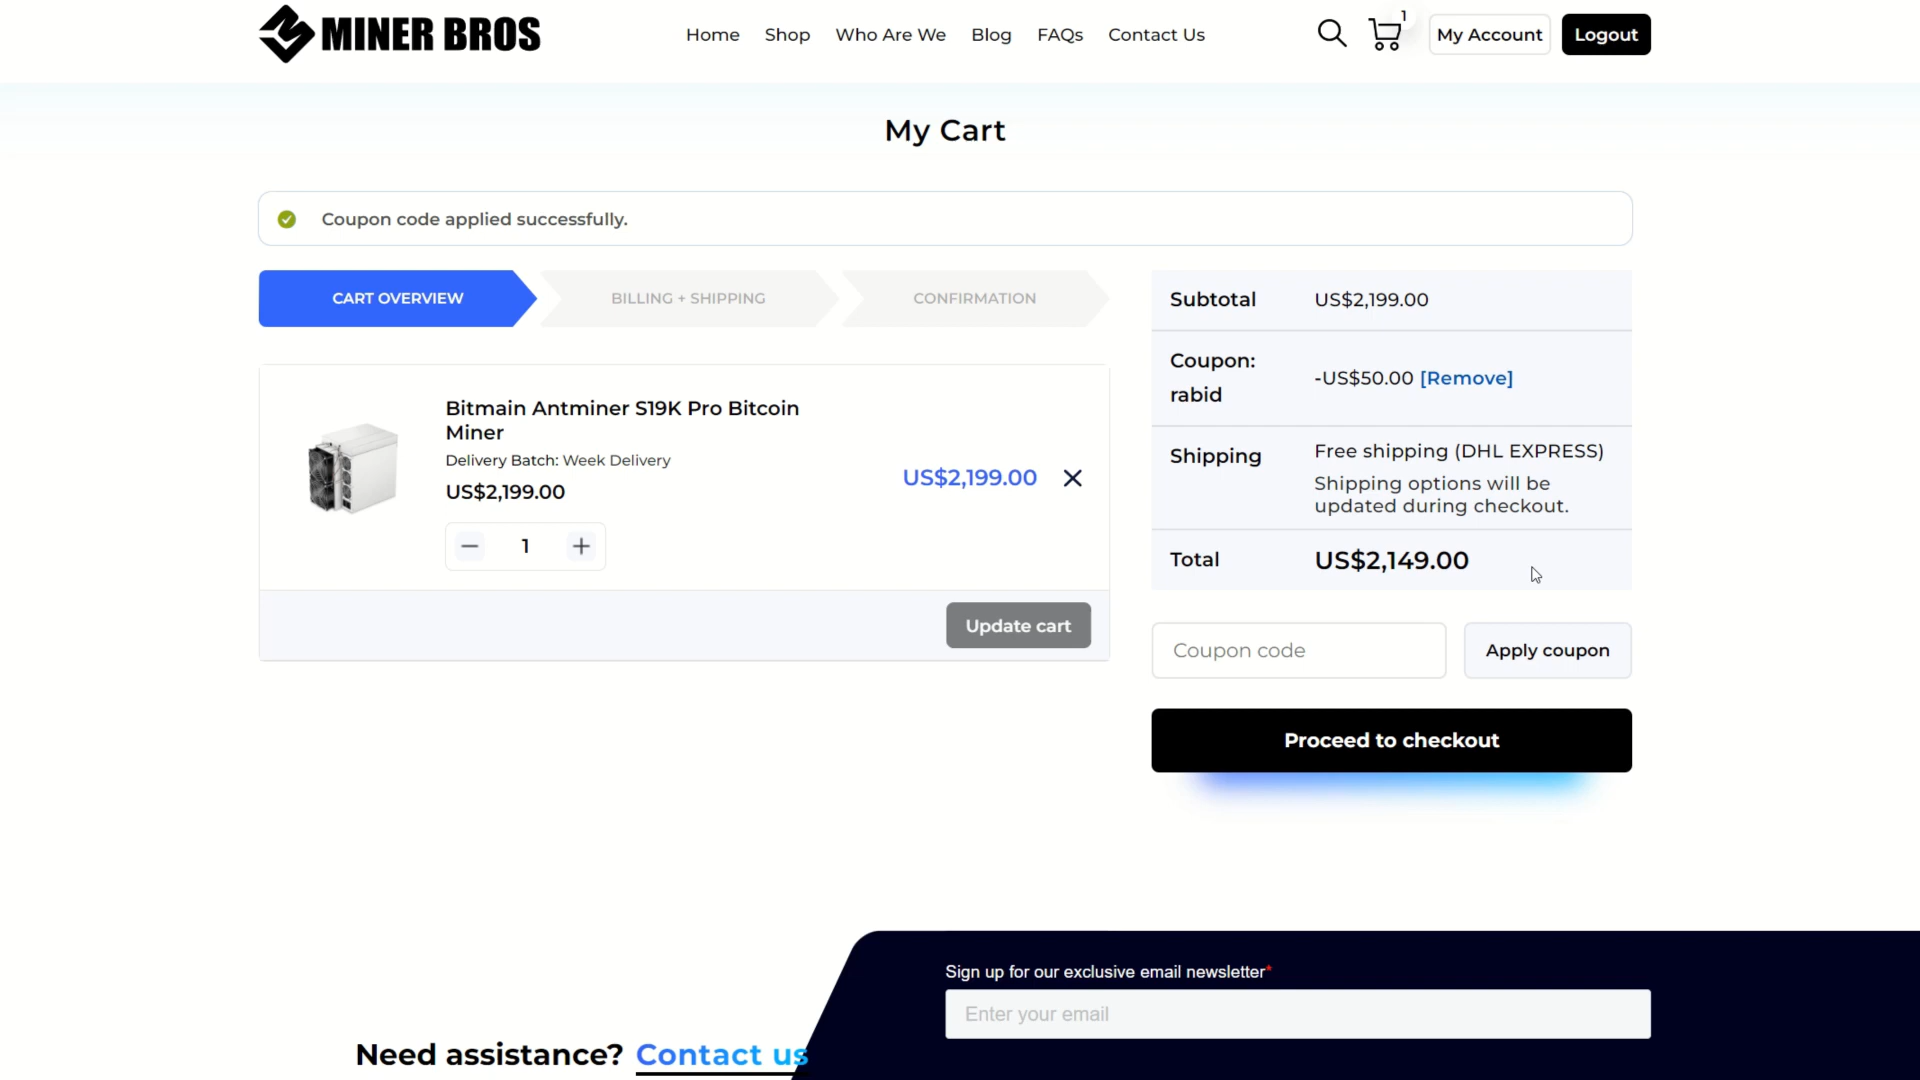 MINER BROS
Home Shop Who Are We Blog FAQs Contact Us
1
My Account
Logout
My Cart
Coupon code applied successfully.
CART OVERVIEW
BILLING + SHIPPING
CONFIRMATION
Bitmain Antminer S19K Pro Bitcoin
Miner
Delivery Batch: Week Delivery
US$2,199.00
1
US$2,199.00
Update cart
Subtotal US$2,199.00
Coupon:
rabid
-US$50.00 [Remove]
Shipping
Free shipping (DHL EXPRESS)
Shipping options will be
updated during checkout.
Total US$2,149.00
Coupon code
Apply coupon
Proceed to checkout
Sign up for our exclusive email newsletter*
Enter your email
Need assistance? Contact us